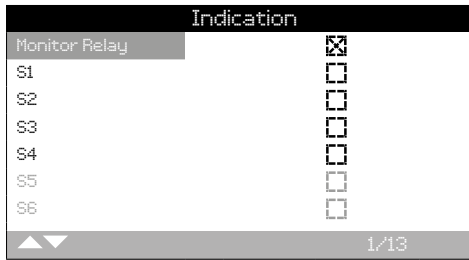 Indication
Monitor Relay
S1
S2
S3
S4
S5
S6
1/13